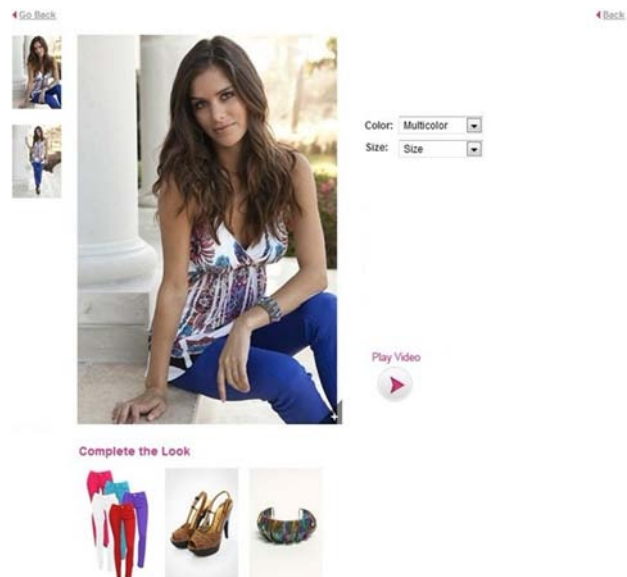 Go Back
Back
Color: Multicolor
Size: Size
Play Video
Complete the Look